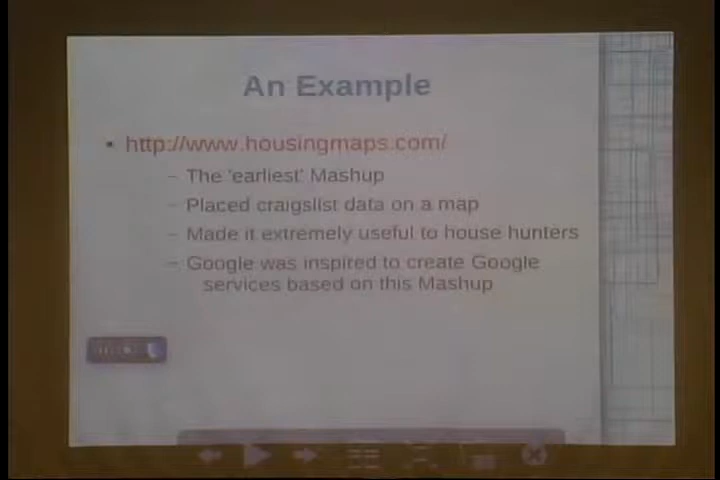 An Example
• http://www.housingmaps.com/
– The 'earliest' Mashup
– Placed craigslist data on a map
– Made it extremely useful to house hunters
– Google was inspired to create Google
services based on this Mashup